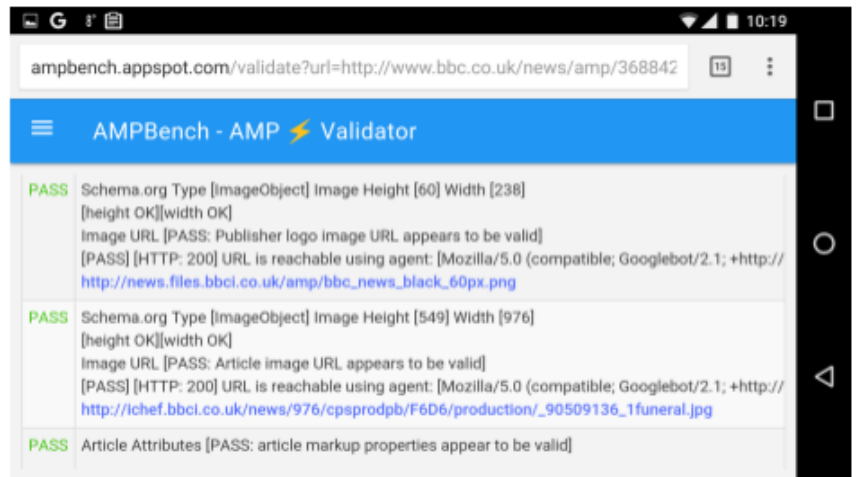 10:19
ampbench.appspot.com/validate?url=http://www.bbc.co.uk/news/amp/368842
15
AMPBench - AMP ⚡ Validator
PASS Schema.org Type [ImageObject] Image Height [60] Width [238]
[height OK][width OK]
Image URL [PASS: Publisher logo image URL appears to be valid]
[PASS] [HTTP: 200] URL is reachable using agent: [Mozilla/5.0 (compatible; Googlebot/2.1; +http://
http://news.files.bbci.co.uk/amp/bbc_news_black_60px.png
PASS Schema.org Type [ImageObject] Image Height [549] Width [976]
[height OK][width OK]
Image URL [PASS: Article image URL appears to be valid]
[PASS] [HTTP: 200] URL is reachable using agent: [Mozilla/5.0 (compatible; Googlebot/2.1; +http://
http://ichef.bbci.co.uk/news/976/cpsprodpb/F6D6/production/_90509136_1funeral.jpg
PASS Article Attributes [PASS: article markup properties appear to be valid]